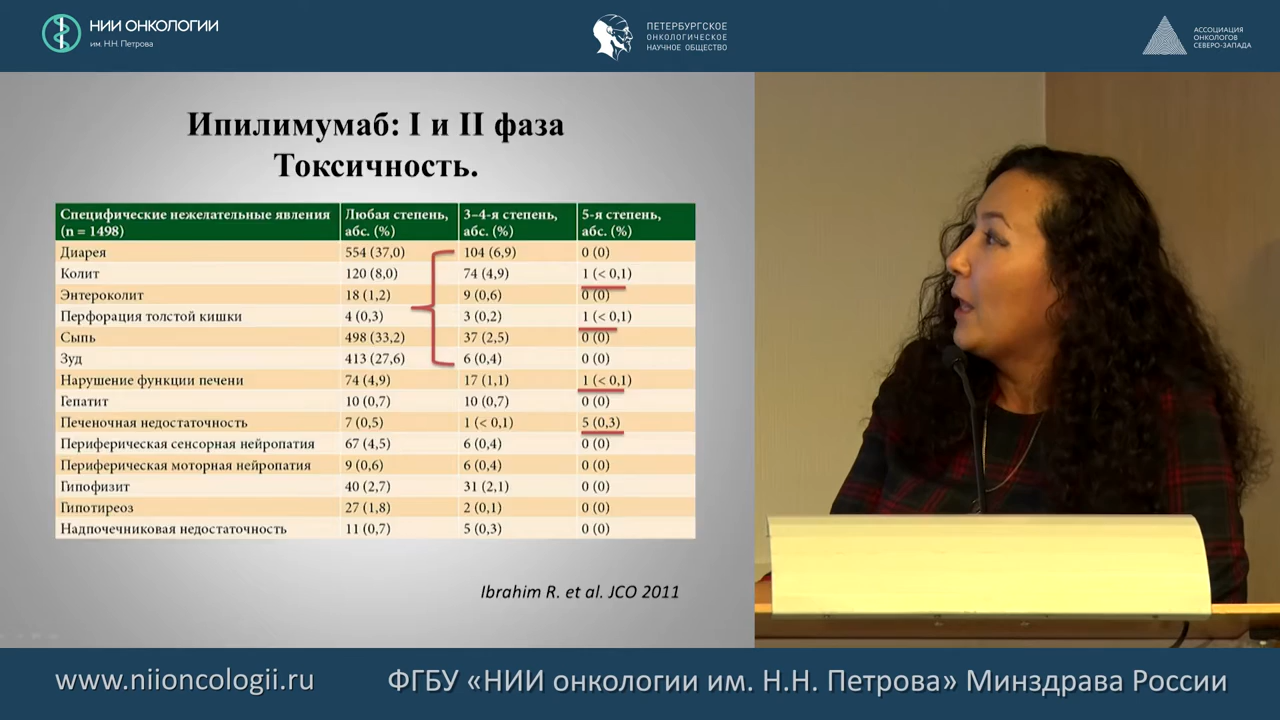 НИИ ОНКОЛОГИИ
им. Н.Н. Петрова
ПЕТЕРБУРГСКОЕ
ОНКОЛОГИЧЕСКОЕ
НАУЧНОЕ ОБЩЕСТВО
АССОЦИАЦИЯ
ОНКОЛОГОВ
СЕВЕРО-ЗАПАДА
Ипилимумаб: I и II фаза
Токсичность.
Специфические нежелательные явления (n = 1498) Любая степень, абс. (%) 3–4-я степень, абс. (%) 5-я степень, абс. (%)
Диарея 554 (37,0) 104 (6,9) 0 (0)
Колит 120 (8,0) 74 (4,9) 1 (< 0,1)
Энтероколит 18 (1,2) 9 (0,6) 0 (0)
Перфорация толстой кишки 4 (0,3) 3 (0,2) 1 (< 0,1)
Сыпь 498 (33,2) 37 (2,5) 0 (0)
Зуд 413 (27,6) 6 (0,4) 0 (0)
Нарушение функции печени 74 (4,9) 17 (1,1) 1 (< 0,1)
Гепатит 10 (0,7) 10 (0,7) 0 (0)
Печеночная недостаточность 7 (0,5) 1 (< 0,1) 5 (0,3)
Периферическая сенсорная нейропатия 67 (4,5) 6 (0,4) 0 (0)
Периферическая моторная нейропатия 9 (0,6) 6 (0,4) 0 (0)
Гипофизит 40 (2,7) 31 (2,1) 0 (0)
Гипотиреоз 27 (1,8) 2 (0,1) 0 (0)
Надпочечниковая недостаточность 11 (0,7) 5 (0,3) 0 (0)
Ibrahim R. et al. JCO 2011
www.niioncologii.ru
ФГБУ «НИИ онкологии им. Н.Н. Петрова» Минздрава России